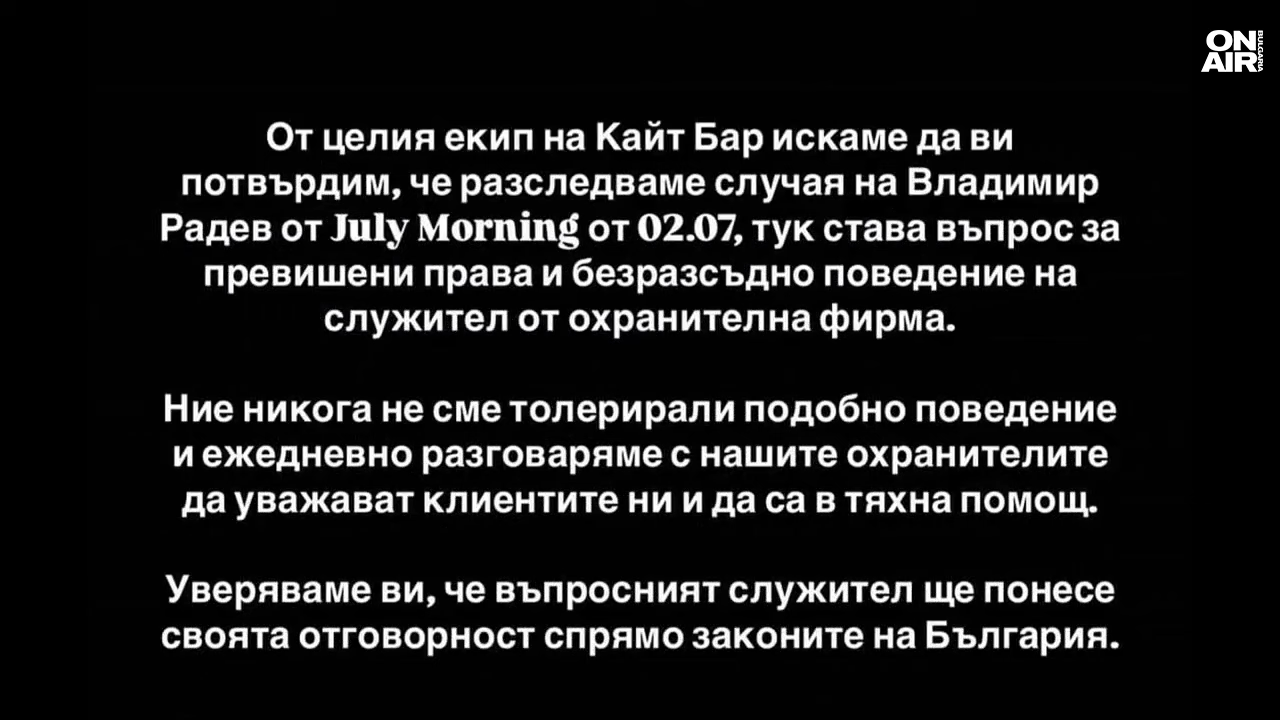 ON
AIR
BULGARIA
От целия екип на Кайт Бар искаме да ви
потвърдим, че разследваме случая на Владимир
Радев от July Morning от 02.07, тук става въпрос за
превишени права и безразсъдно поведение на
служител от охранителна фирма.
Ние никога не сме толерирали подобно поведение
и ежедневно разговаряме с нашите охранителите
да уважават клиентите ни и да са в тяхна помощ.
Уверяваме ви, че въпросният служител ще понесе
своята отговорност спрямо законите на България.